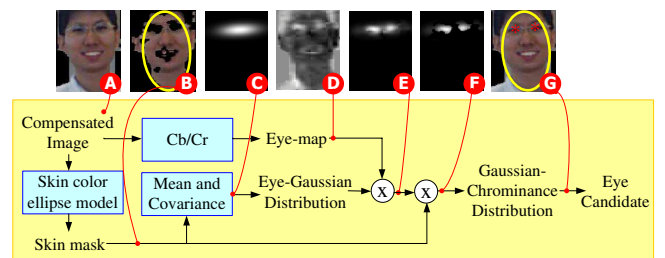 A
B
C
D
E
F
G
Compensated
Image
Cb/Cr
Eye-map
Skin color
ellipse model
Mean and
Covariance
Eye-Gaussian
Distribution
X
X
Gaussian-
Chrominance
Distribution
Eye
Candidate
Skin mask